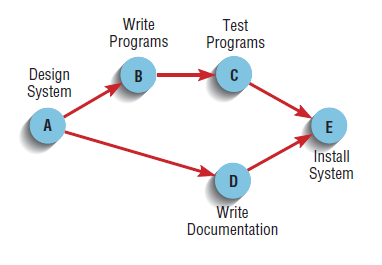 Write
Programs
Test
Programs
Design
System
B
C
A
E
Install
System
D
Write
Documentation